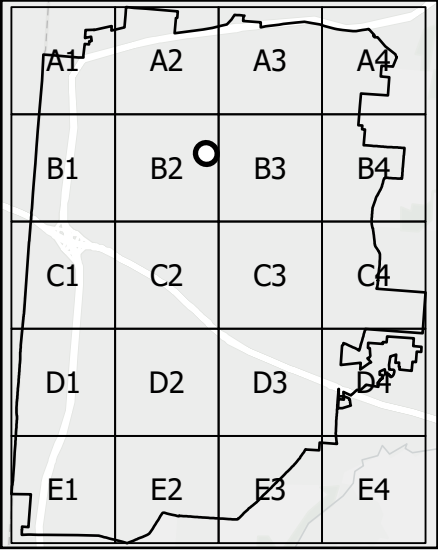 A1 A2 A3 A4
B1 B2 B3 B4
C1 C2 C3 C4
D1 D2 D3 D4
E1 E2 E3 E4